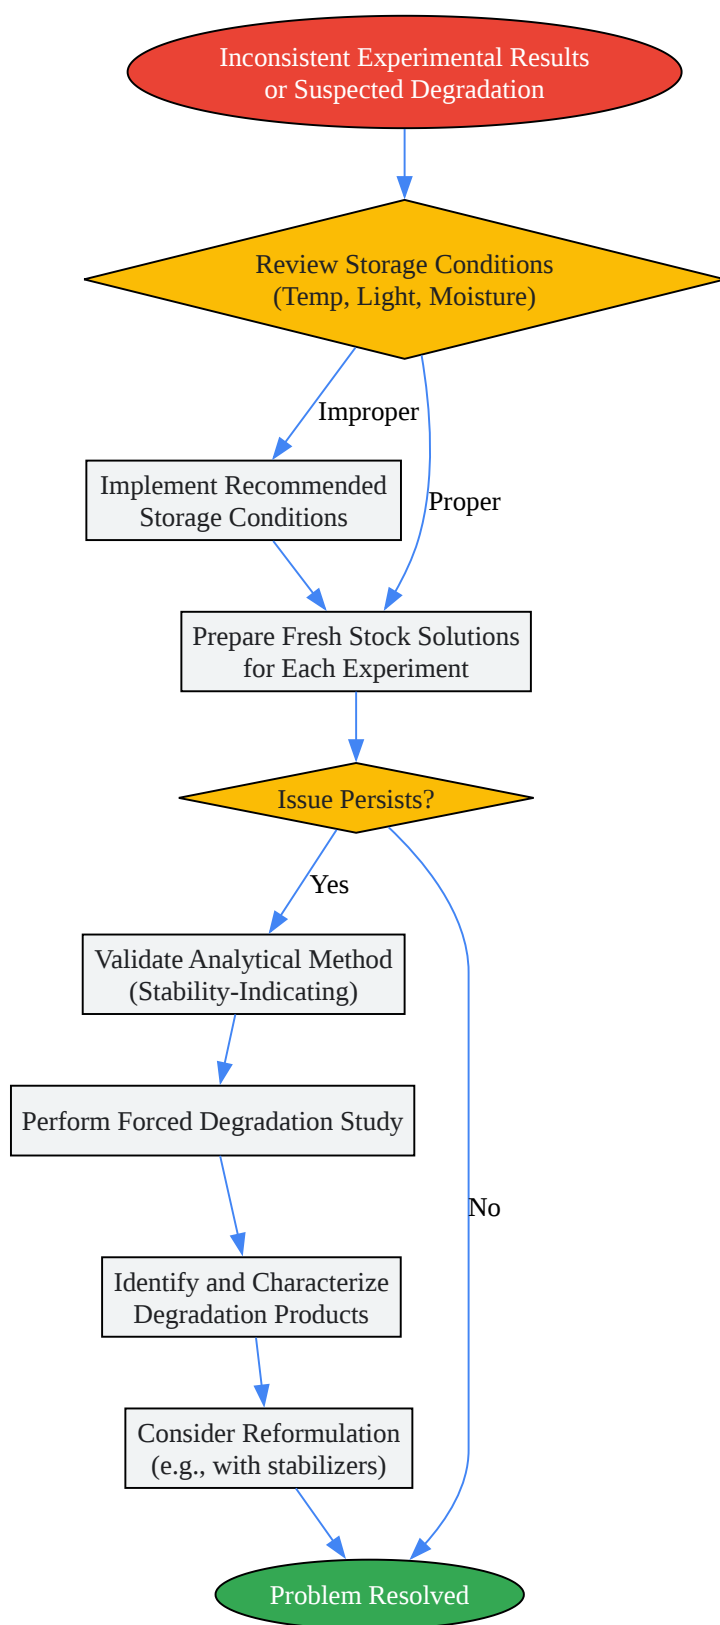 Inconsistent Experimental Results
or Suspected Degradation
Review Storage Conditions
(Temp, Light, Moisture)
Improper
Implement Recommended
Storage Conditions
Proper
Prepare Fresh Stock Solutions
for Each Experiment
Issue Persists?
Yes
Validate Analytical Method
(Stability-Indicating)
Perform Forced Degradation Study
No
Identify and Characterize
Degradation Products
Consider Reformulation
(e.g., with stabilizers)
Problem Resolved